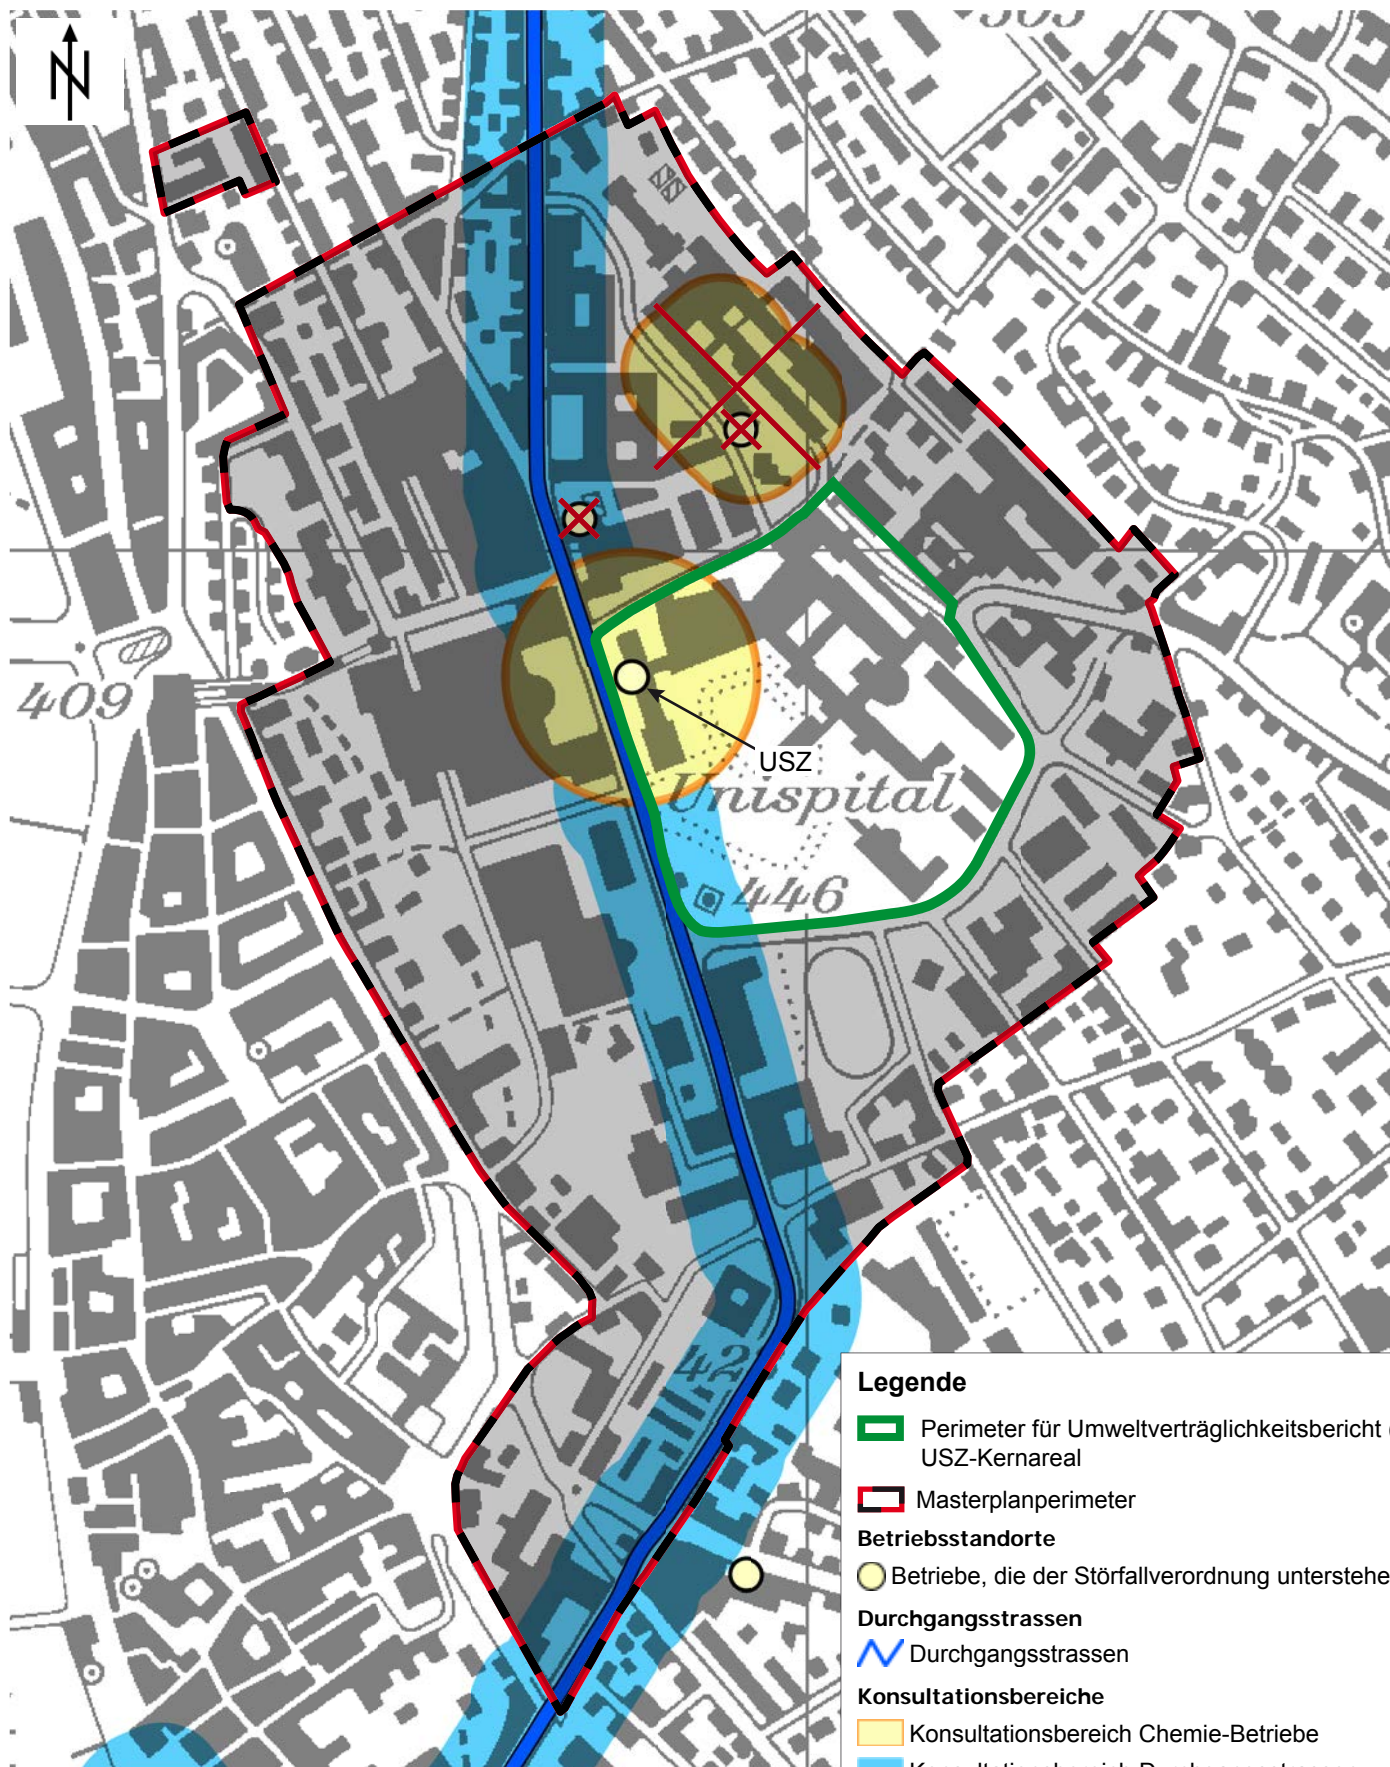 N
409
USZ
Unispital
446
Legende
Perimeter für Umweltverträglichkeitsbericht
USZ-Kernareal
Masterplanperimeter
Betriebsstandorte
Betriebe, die der Störfallverordnung unterstehe
Durchgangsstrassen
Durchgangsstrassen
Konsultationsbereiche
Konsultationsbereich Chemie-Betriebe